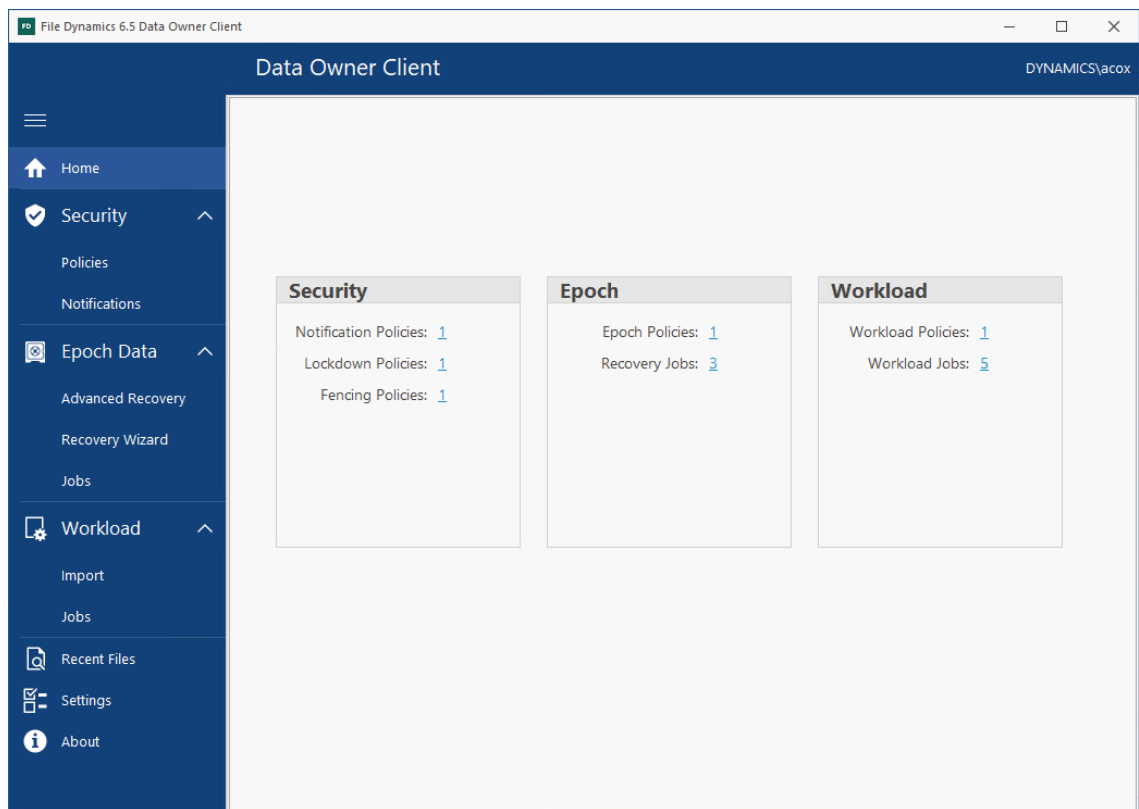 FD File Dynamics 6.5 Data Owner Client
Data Owner Client
DYNAMICS\acox
Home
Security
Policies
Notifications
Epoch Data
Advanced Recovery
Recovery Wizard
Jobs
Workload
Import
Jobs
Recent Files
Settings
About
Security
Notification Policies: 1
Lockdown Policies: 1
Fencing Policies: 1
Epoch
Epoch Policies: 1
Recovery Jobs: 3
Workload
Workload Policies: 1
Workload Jobs: 5